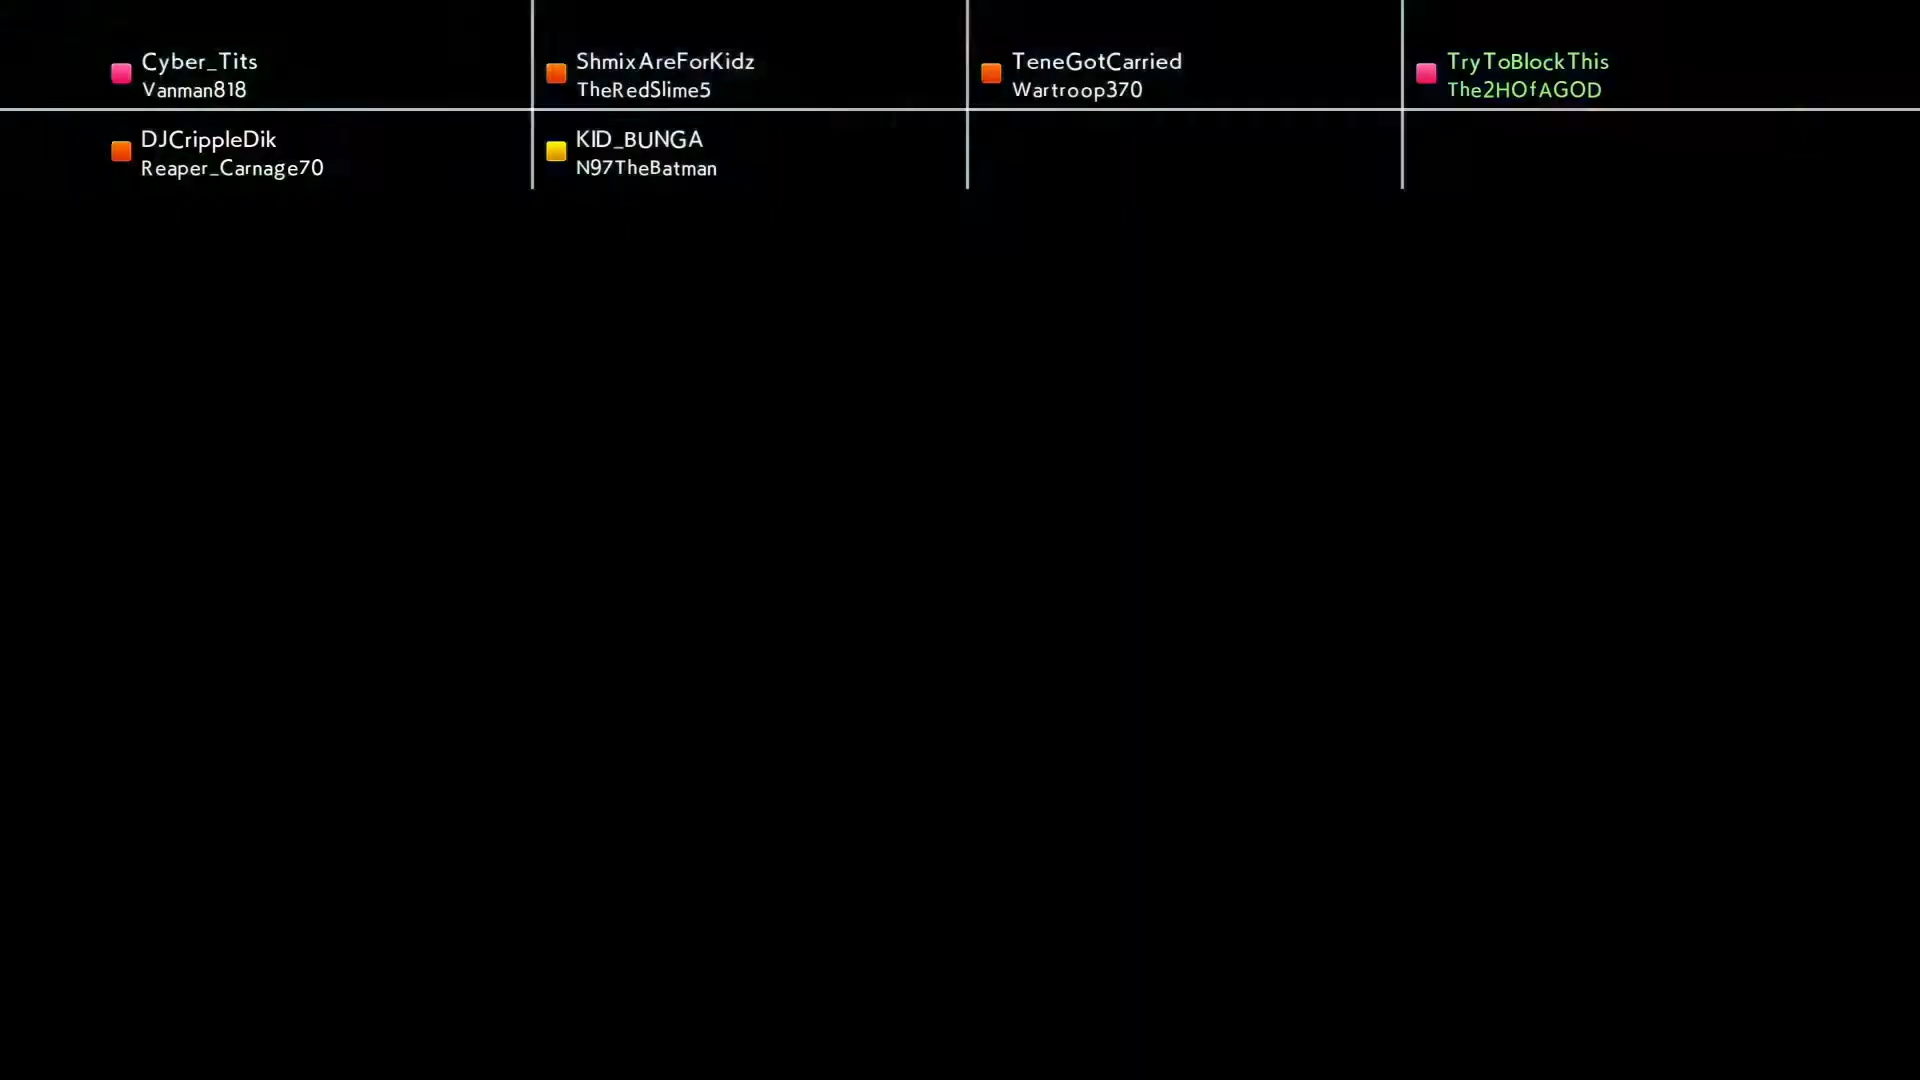 Cyber_Tits
Vanman818
ShmixAreForKidz
TheRedSlime5
TeneGotCarried
Wartroop370
TryToBlockThis
The2HOfAGOD
DJCrippleDik
Reaper_Carnage70
KID_BUNGA
N97TheBatman